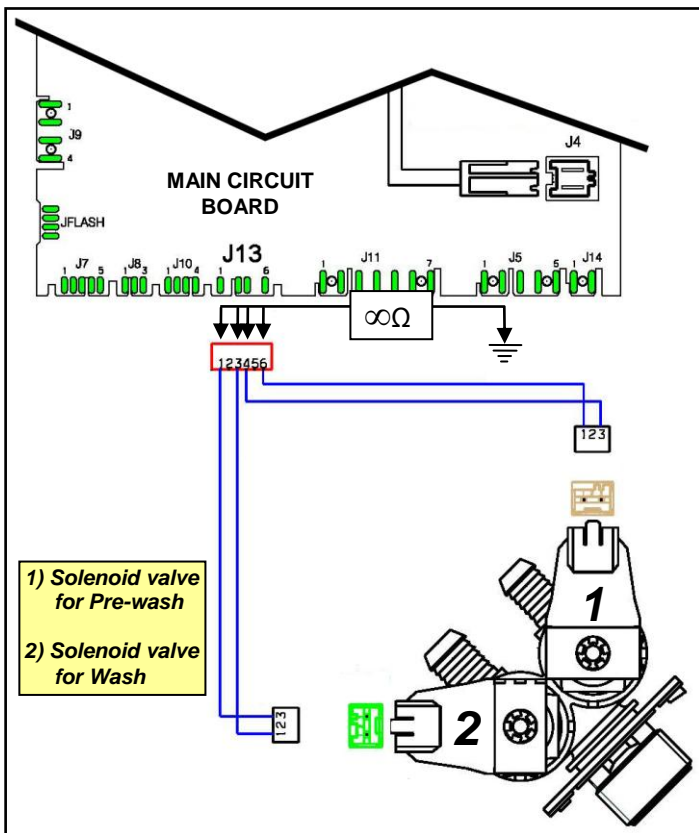 1
J9
4
J4
MAIN CIRCUIT
BOARD
JFLASH
J7
J8
J10
J13
J11
J5
J14
1 5
1 3
1 4
1 6
1 7
1 5
1
∞Ω
123456
123
1
1) Solenoid valve
for Pre-wash
2) Solenoid valve
for Wash
123
2